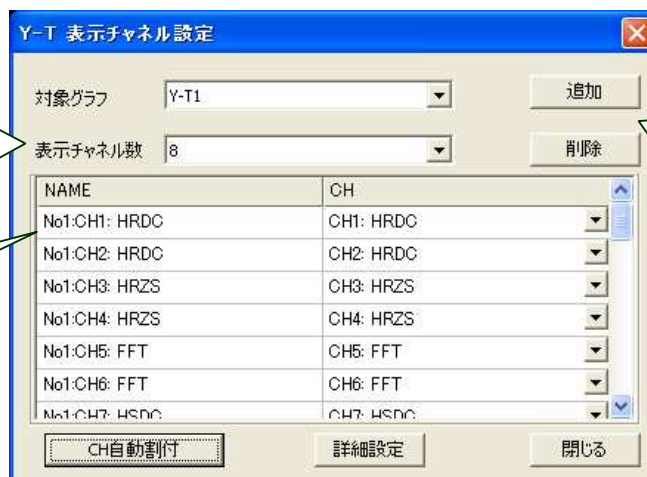 Y-T 表示チャネル設定
対象グラフ Y-T1 追加
表示チャネル数 8 削除
NAME CH
No1:CH1: HRDC CH1: HRDC
No1:CH2: HRDC CH2: HRDC
No1:CH3: HRZS CH3: HRZS
No1:CH4: HRZS CH4: HRZS
No1:CH5: FFT CH5: FFT
No1:CH6: FFT CH6: FFT
No1:CH7: HSDC CH7: HSDC
CH自動割付 詳細設定 閉じる